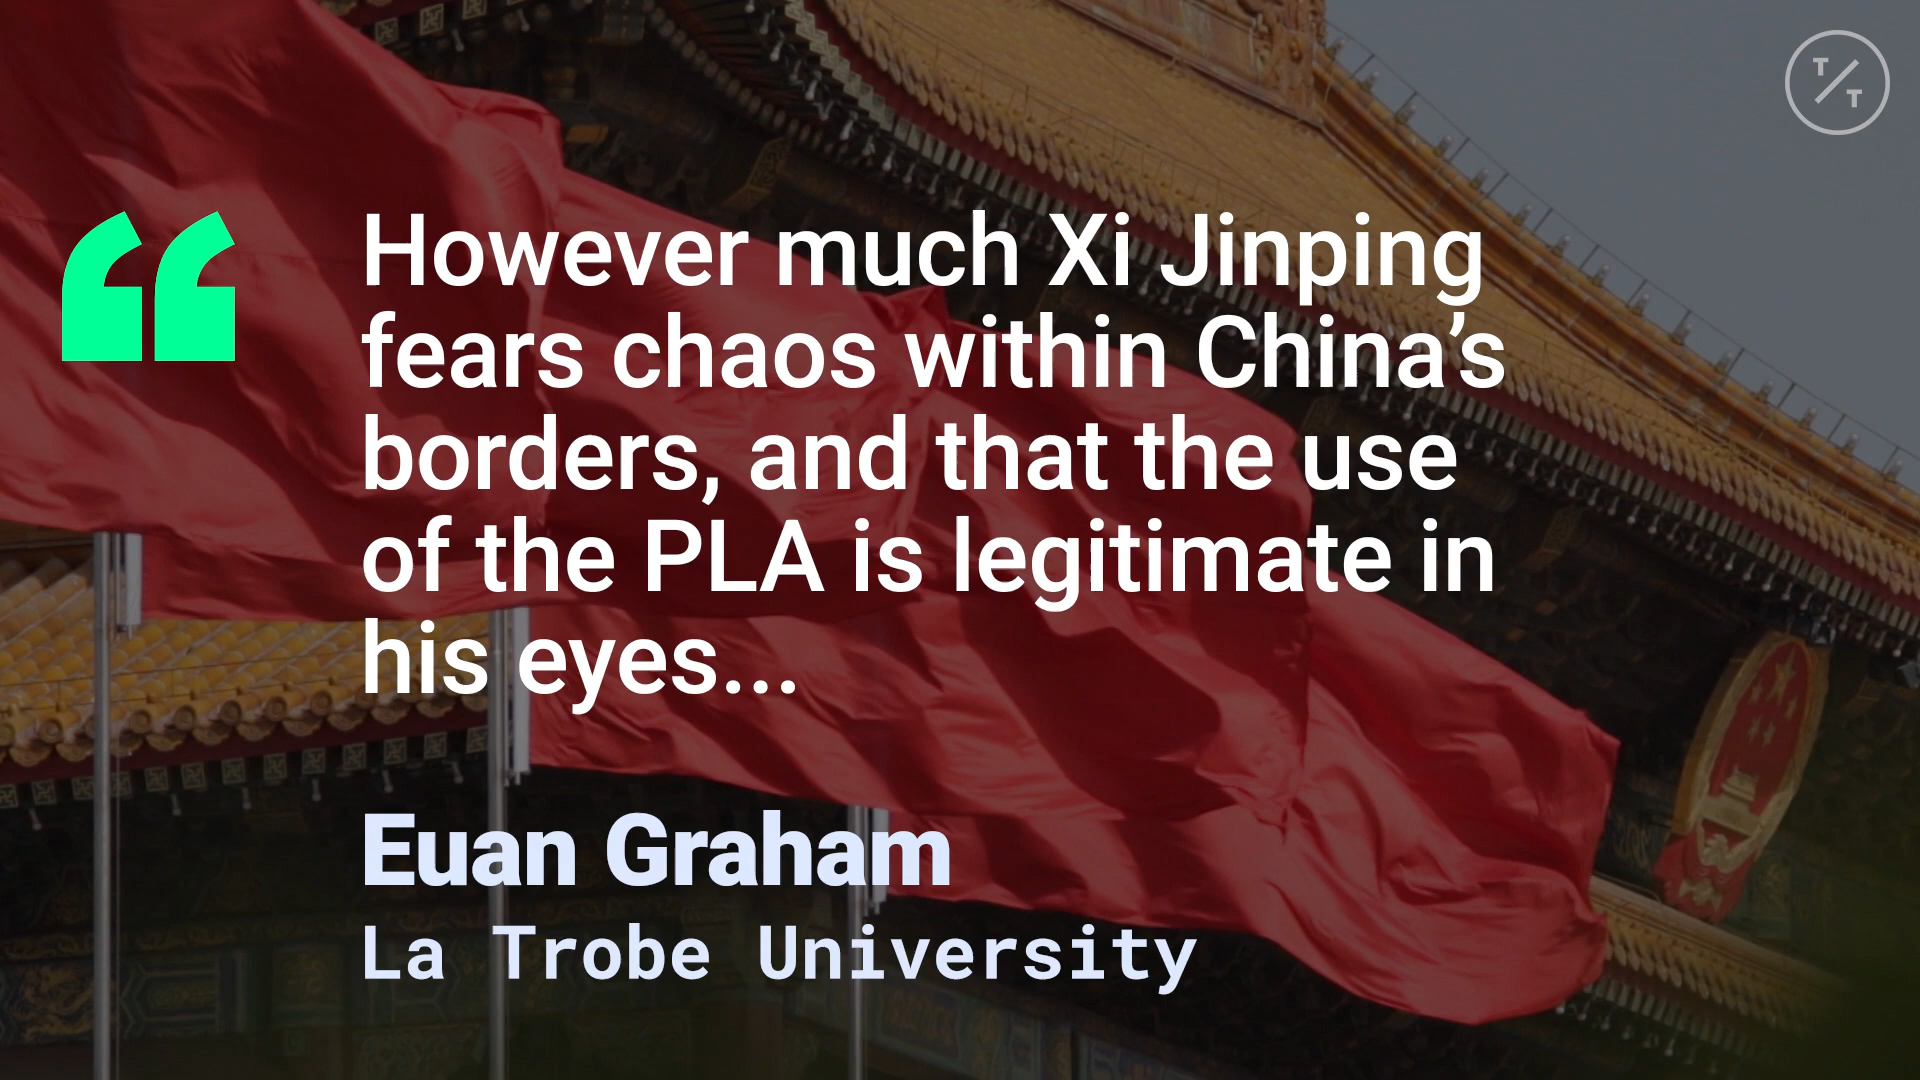 T/T
However much Xi Jinping
fears chaos within China’s
borders, and that the use
of the PLA is legitimate in
his eyes...
Euan Graham
La Trobe University